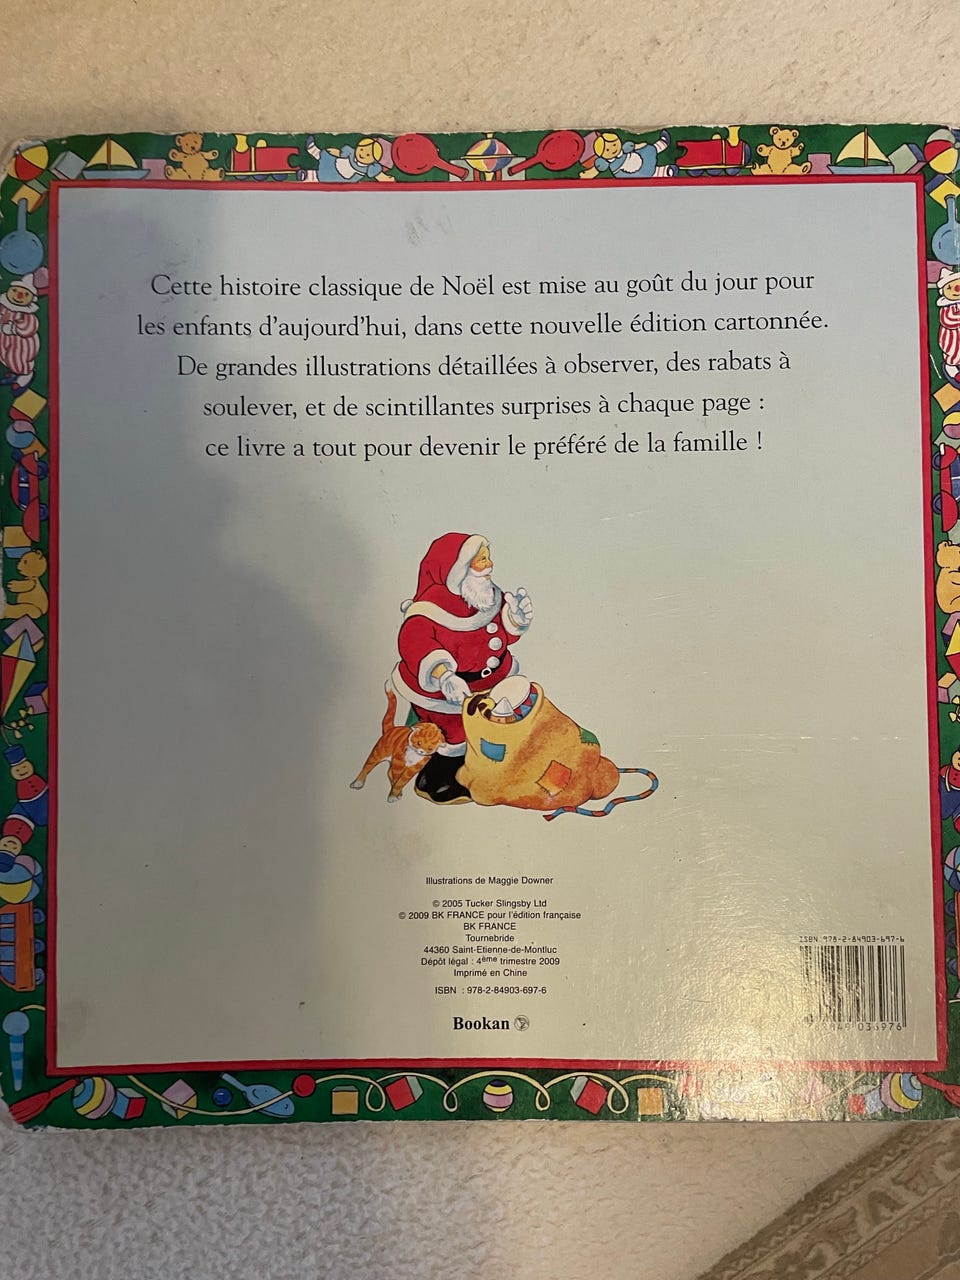 Cette histoire classique de Noël est mise au goût du jour pour
les enfants d'aujourd'hui, dans cette nouvelle édition cartonnée.
De grandes illustrations détaillées à observer, des rabats à
soulever, et de scintillantes surprises à chaque page :
ce livre a tout pour devenir le préféré de la famille !
Illustrations de Maggie Downer
© 2005 Tucker Slingsby Ltd
© 2009 BK FRANCE pour l'édition française
BK FRANCE
Tournebride
44360 Saint-Etienne-de-Montluc
Dépôt légal : 4ème trimestre 2009
Imprimé en Chine
ISBN : 978-2-84903-697-6
Bookan
ISBN 978-2-84903-697-6